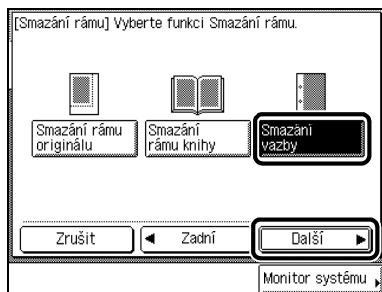 [Smazání rámu] Vyberte funkci Smazání rámu.
Smazání rámu originálu
Smazání rámu knihy
Smazání vazby
Zrušit
Zadní
Další
Monitor systému